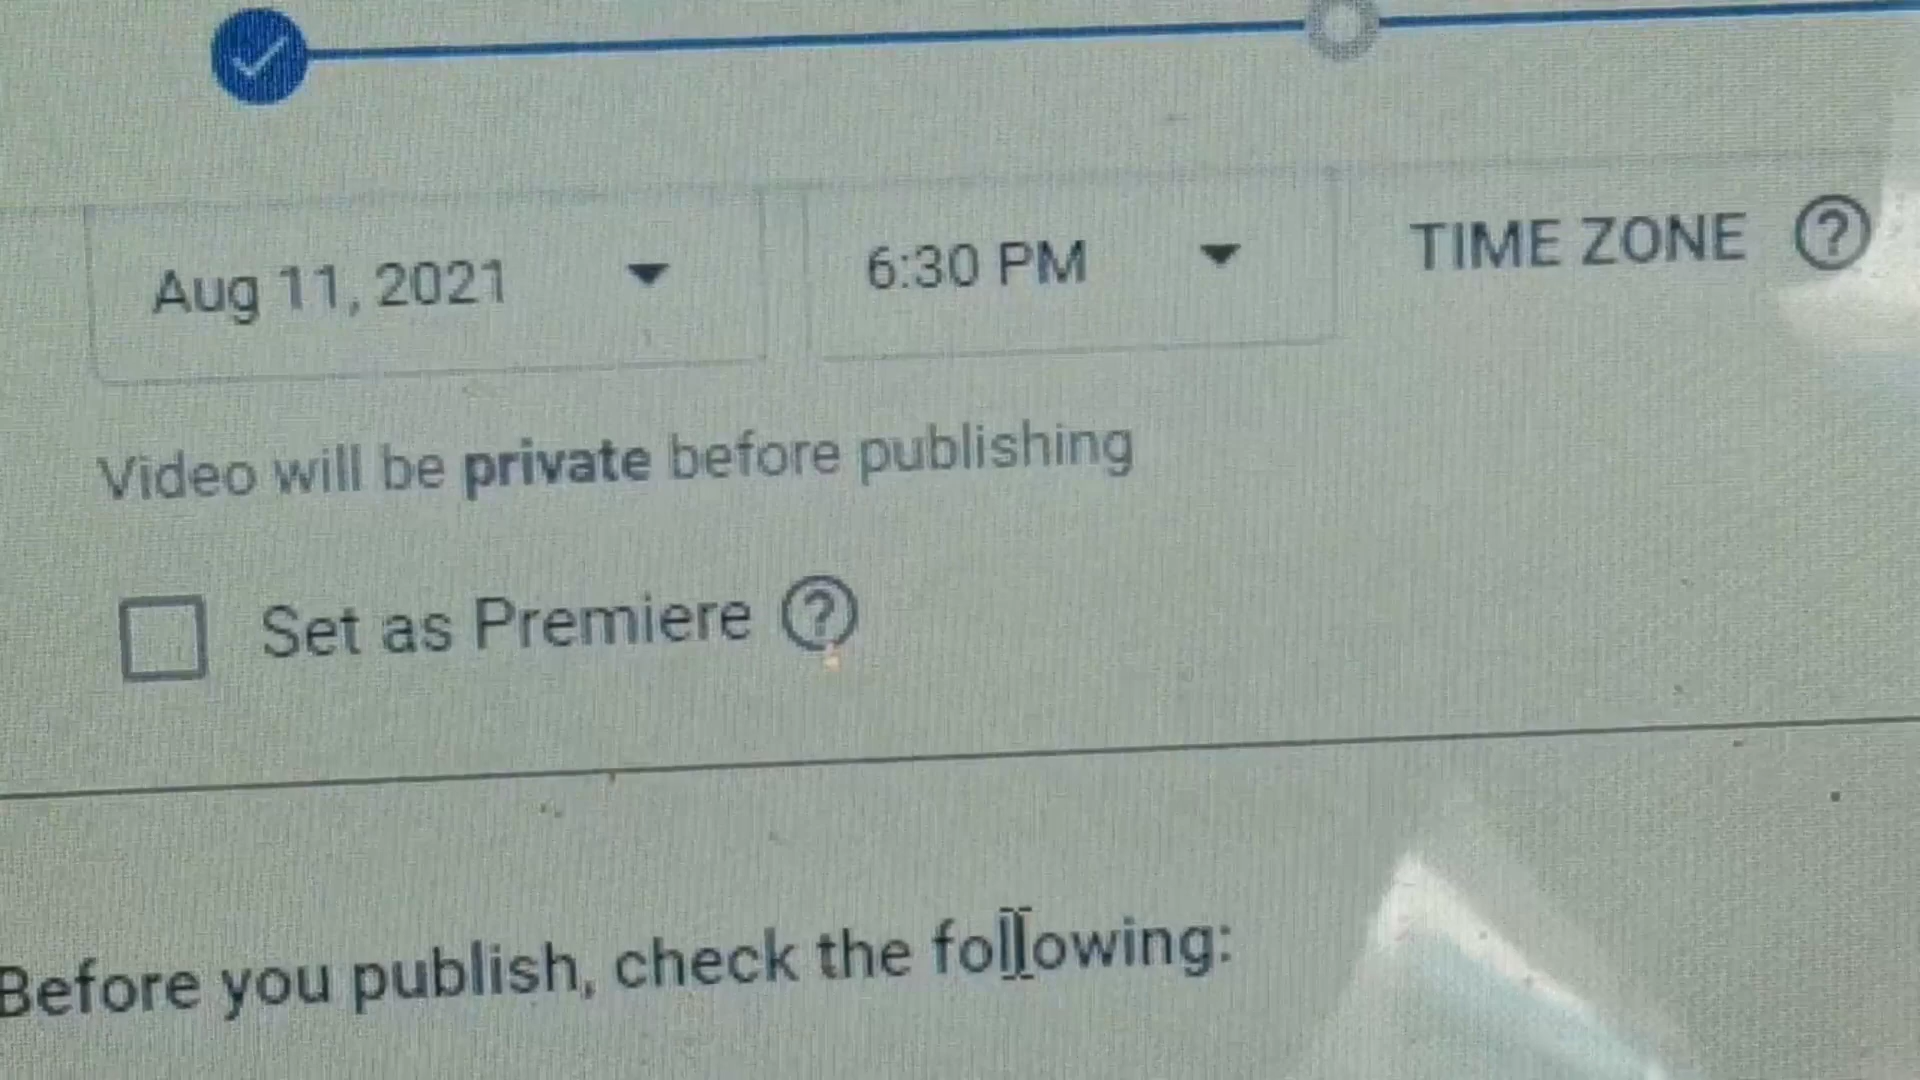 Aug 11, 2021 6:30 PM TIME ZONE
Video will be private before publishing
Set as Premiere
Before you publish, check the following: